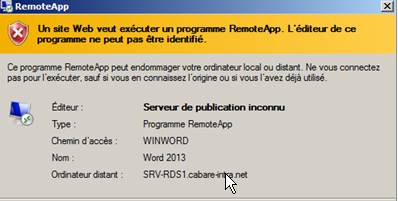 RemoteApp
Un site Web veut exécuter un programme RemoteApp. L'éditeur de ce
programme ne peut pas être identifié.
Ce programme RemoteApp peut endommager votre ordinateur local ou distant. Ne vous connectez
pas pour l'exécuter, sauf si vous en connaissez l'origine ou si vous l'avez déjà utilisé.
Éditeur : Serveur de publication inconnu
Type : Programme RemoteApp
Chemin d'accès : WINWORD
Nom : Word 2013
Ordinateur distant : SRV-RDS1.cabare-intra.net